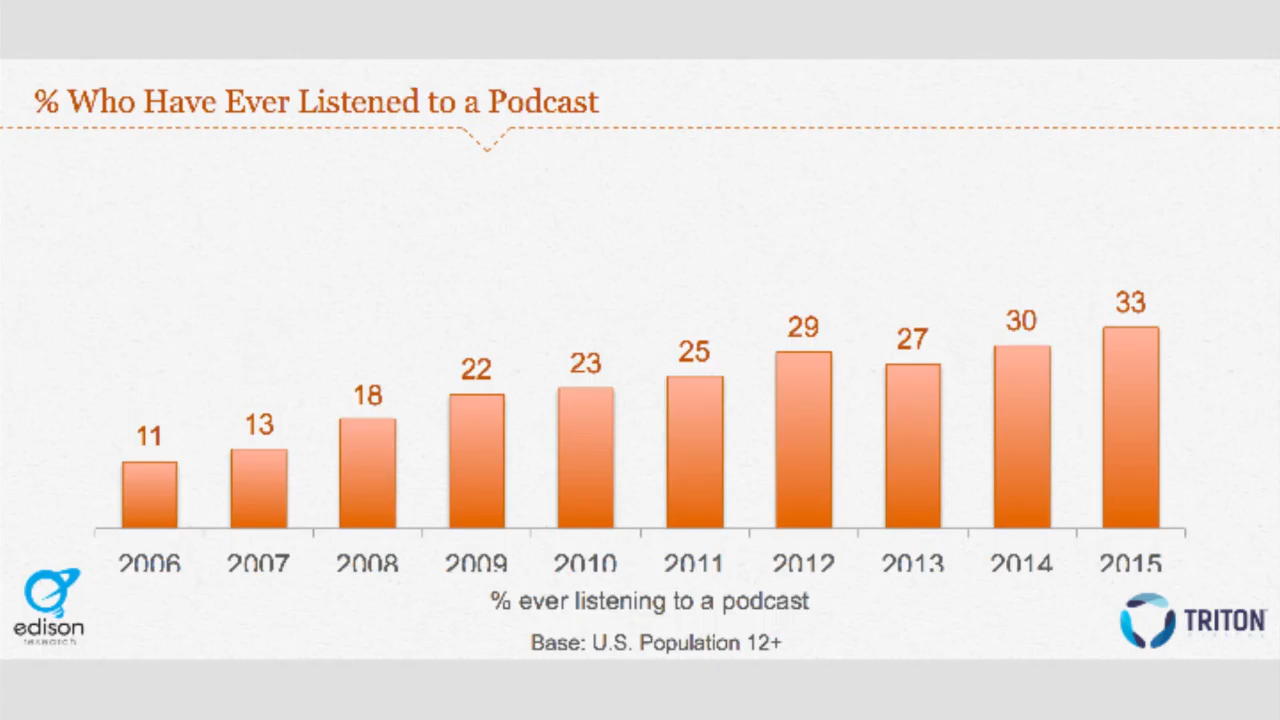 % Who Have Ever Listened to a Podcast
11 13 18 22 23 25 29 27 30 33
2006 2007 2008 2009 2010 2011 2012 2013 2014 2015
% ever listening to a podcast
Base: U.S. Population 12+
edison
research
TRITON